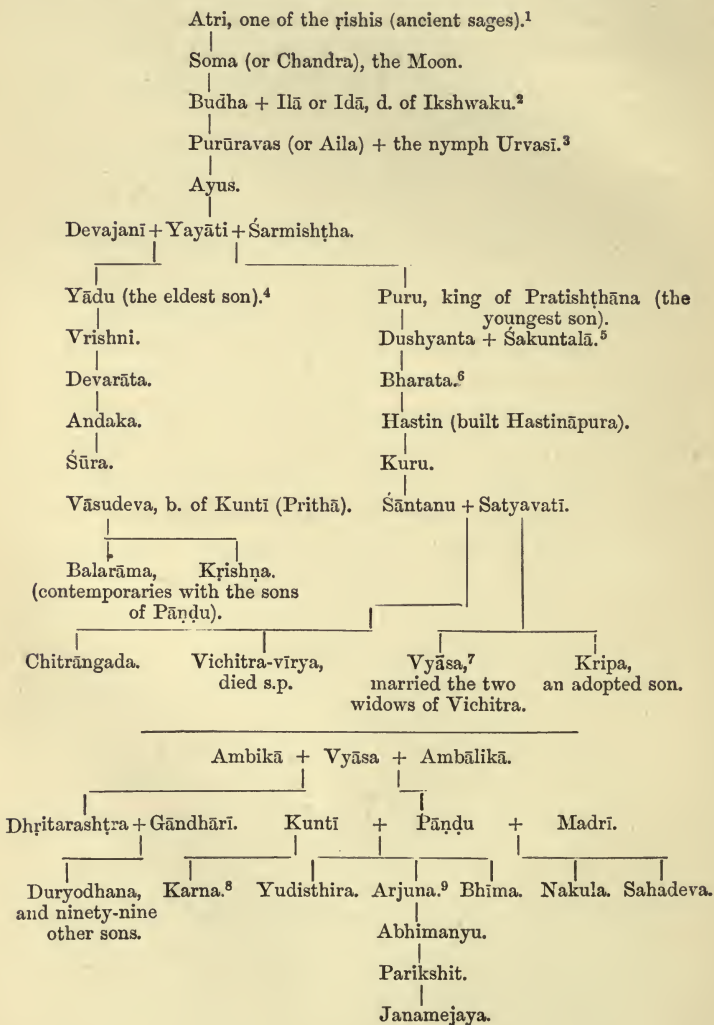 Atri, one of the ṛishis (ancient sages).¹
Soma (or Chandra), the Moon.
Budha + Ilā or Idā, d. of Ikshwaku.²
Purūravas (or Aila) + the nymph Urvasī.³
Ayus.
Devajanī + Yayāti + Śarmishṭha.
Yādu (the eldest son).⁴
Puru, king of Pratishṭhāna (the
youngest son).
Vrishni.
Dushyanta + Śakuntalā.⁵
Devarāta.
Bharata.⁶
Andaka.
Hastin (built Hastināpura).
Śūra.
Kuru.
Vāsudeva, b. of Kuntī (Prithā).
Śāntanu + Satyavatī.
Balarāma, Kṛishṇa.
(contemporaries with the sons
of Pāṇḍu).
Chitrāngada. Vichitra-vīrya, Vyāsa,⁷ Kripa,
died s.p. married the two an adopted son.
widows of Vichitra.
Ambikā + Vyāsa + Ambālikā.
Dhṛitarashṭra + Gāndhārī. Kuntī + Pāṇḍu + Madrī.
Duryodhana, Karna.⁸ Yudisthira. Arjuna.⁹ Bhīma. Nakula. Sahadeva.
and ninety-nine
other sons.
Abhimanyu.
Parikshit.
Janamejaya.